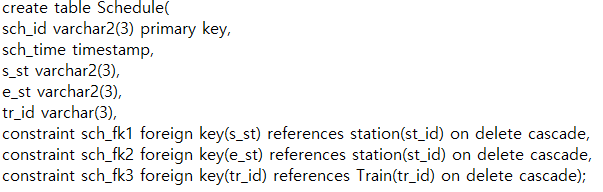 create table Schedule(
sch_id varchar2(3) primary key,
sch_time timestamp,
s_st varchar2(3),
e_st varchar2(3),
tr_id varchar(3),
constraint sch_fk1 foreign key(s_st) references station(st_id) on delete cascade,
constraint sch_fk2 foreign key(e_st) references station(st_id) on delete cascade,
constraint sch_fk3 foreign key(tr_id) references Train(tr_id) on delete cascade);